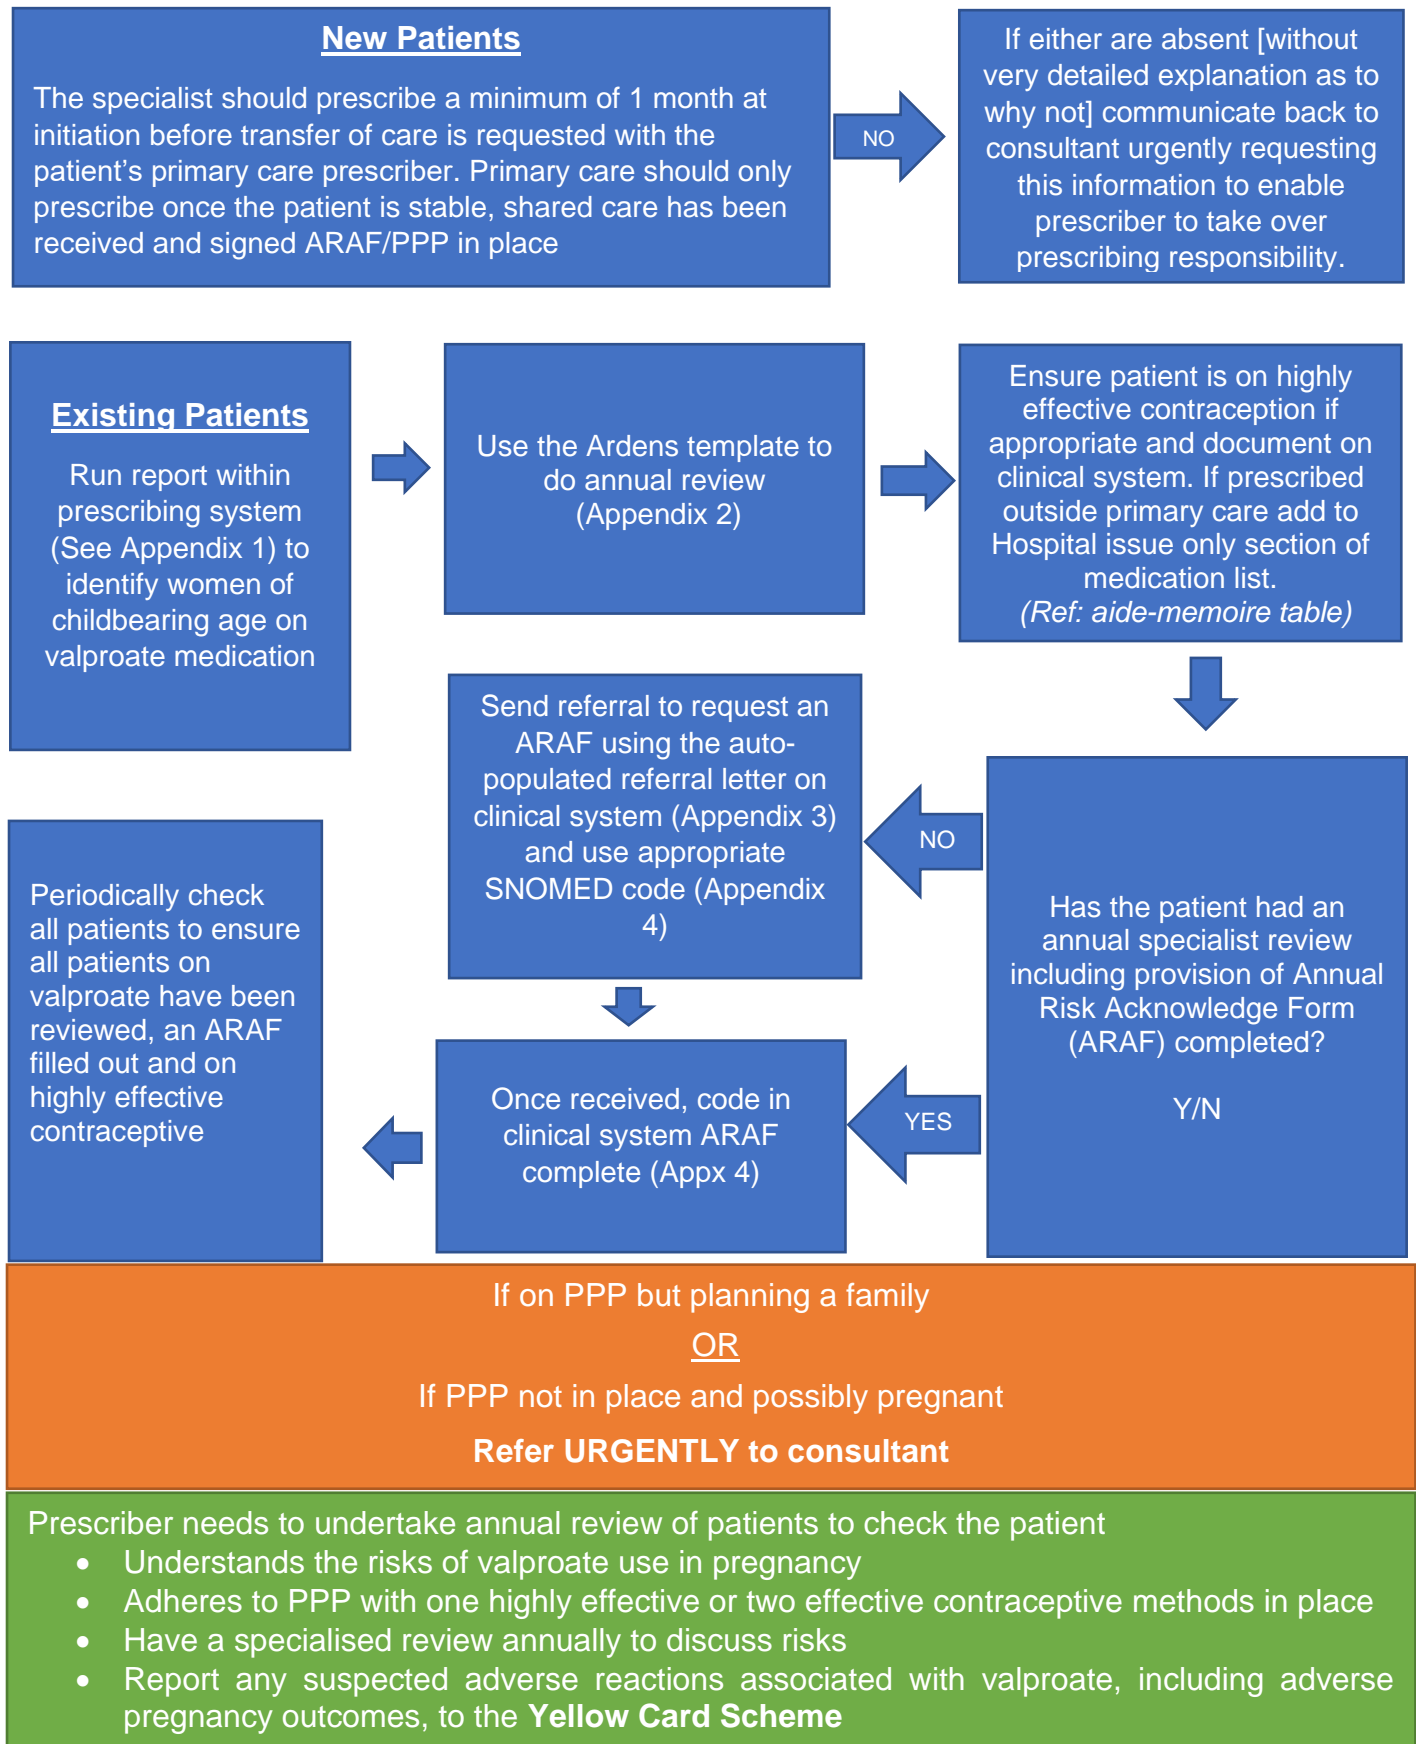 New Patients
The specialist should prescribe a minimum of 1 month at
initiation before transfer of care is requested with the
patient's primary care prescriber. Primary care should only
prescribe once the patient is stable, shared care has been
received and signed ARAF/PPP in place
NO
If either are absent [without
very detailed explanation as to
why not] communicate back to
consultant urgently requesting
this information to enable
prescriber to take over
prescribing responsibility.
Existing Patients
Run report within
prescribing system
(See Appendix 1) to
identify women of
childbearing age on
valproate medication
Use the Ardens template to
do annual review
(Appendix 2)
Ensure patient is on highly
effective contraception if
appropriate and document on
clinical system. If prescribed
outside primary care add to
Hospital issue only section of
medication list.
(Ref: aide-memoire table)
Has the patient had an
annual specialist review
including provision of Annual
Risk Acknowledge Form
(ARAF) completed?
Y/N
NO
Send referral to request an
ARAF using the auto-
populated referral letter on
clinical system (Appendix 3)
and use appropriate
SNOMED code (Appendix
4)
YES
Once received, code in
clinical system ARAF
complete (Appx 4)
Periodically check
all patients to ensure
all patients on
valproate have been
reviewed, an ARAF
filled out and on
highly effective
contraceptive
If on PPP but planning a family
OR
If PPP not in place and possibly pregnant
Refer URGENTLY to consultant
Prescriber needs to undertake annual review of patients to check the patient
• Understands the risks of valproate use in pregnancy
• Adheres to PPP with one highly effective or two effective contraceptive methods in place
• Have a specialised review annually to discuss risks
• Report any suspected adverse reactions associated with valproate, including adverse
pregnancy outcomes, to the Yellow Card Scheme